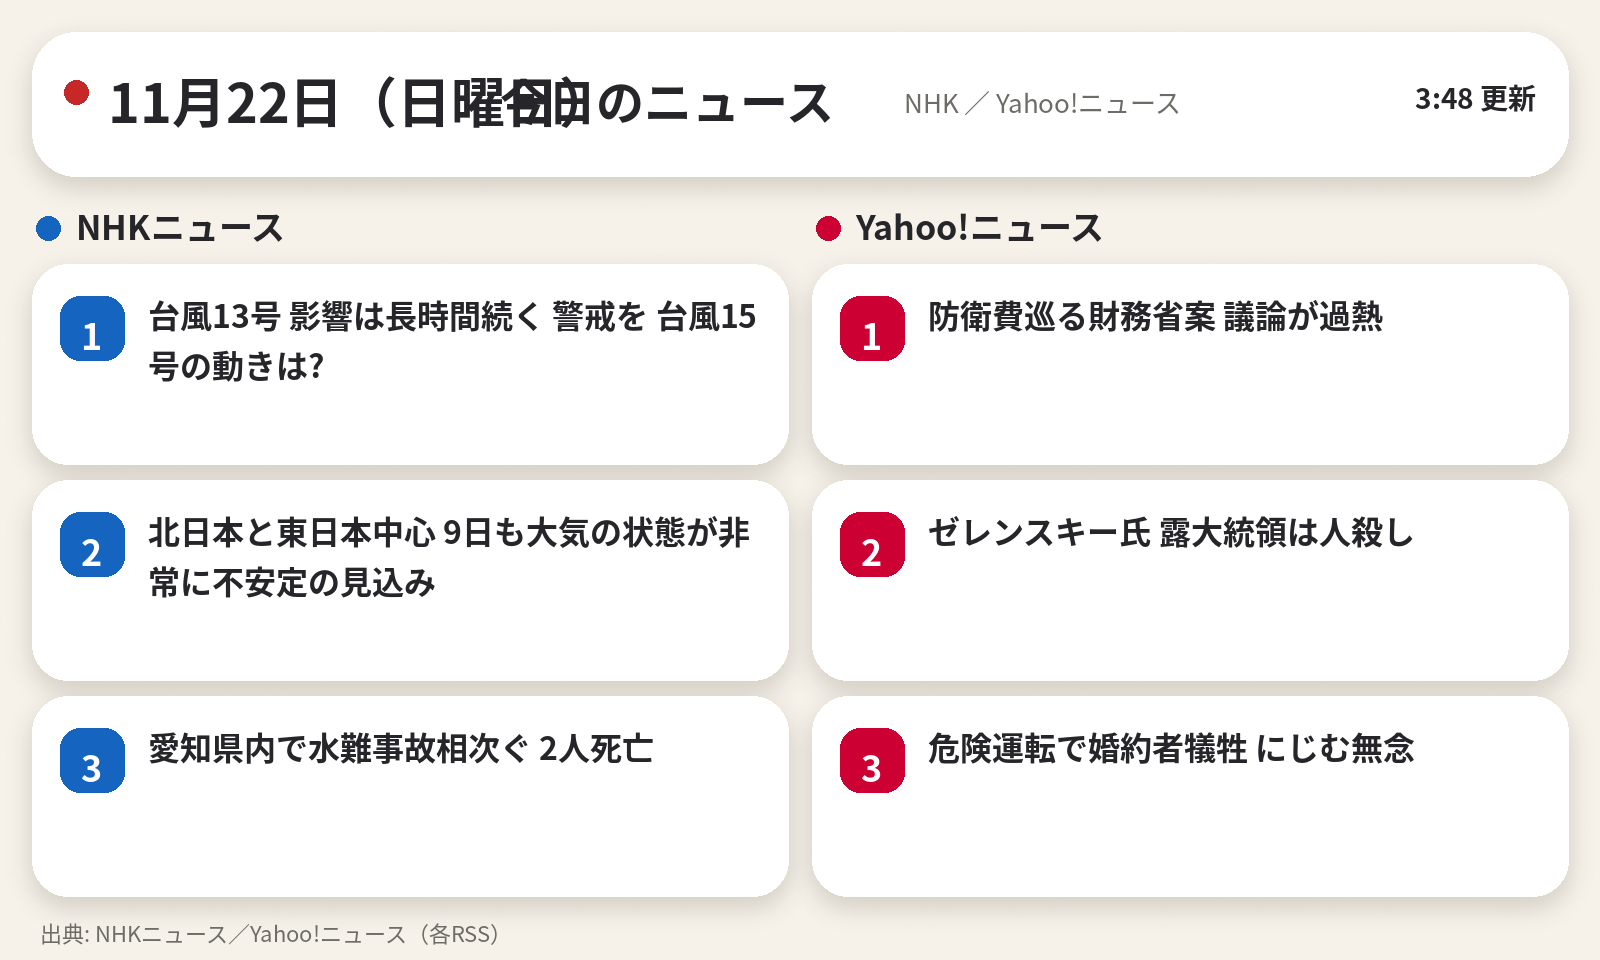 11月22日（日曜日）
今日のニュース
NHK ／ Yahoo!ニュース
3:48 更新
NHKニュース
1
台風13号 影響は長時間続く 警戒を 台風15
号の動きは?
2
北日本と東日本中心 9日も大気の状態が非
常に不安定の見込み
3
愛知県内で水難事故相次ぐ 2人死亡
Yahoo!ニュース
1
防衛費巡る財務省案 議論が過熱
2
ゼレンスキー氏 露大統領は人殺し
3
危険運転で婚約者犠牲 にじむ無念
出典: NHKニュース／Yahoo!ニュース（各RSS）